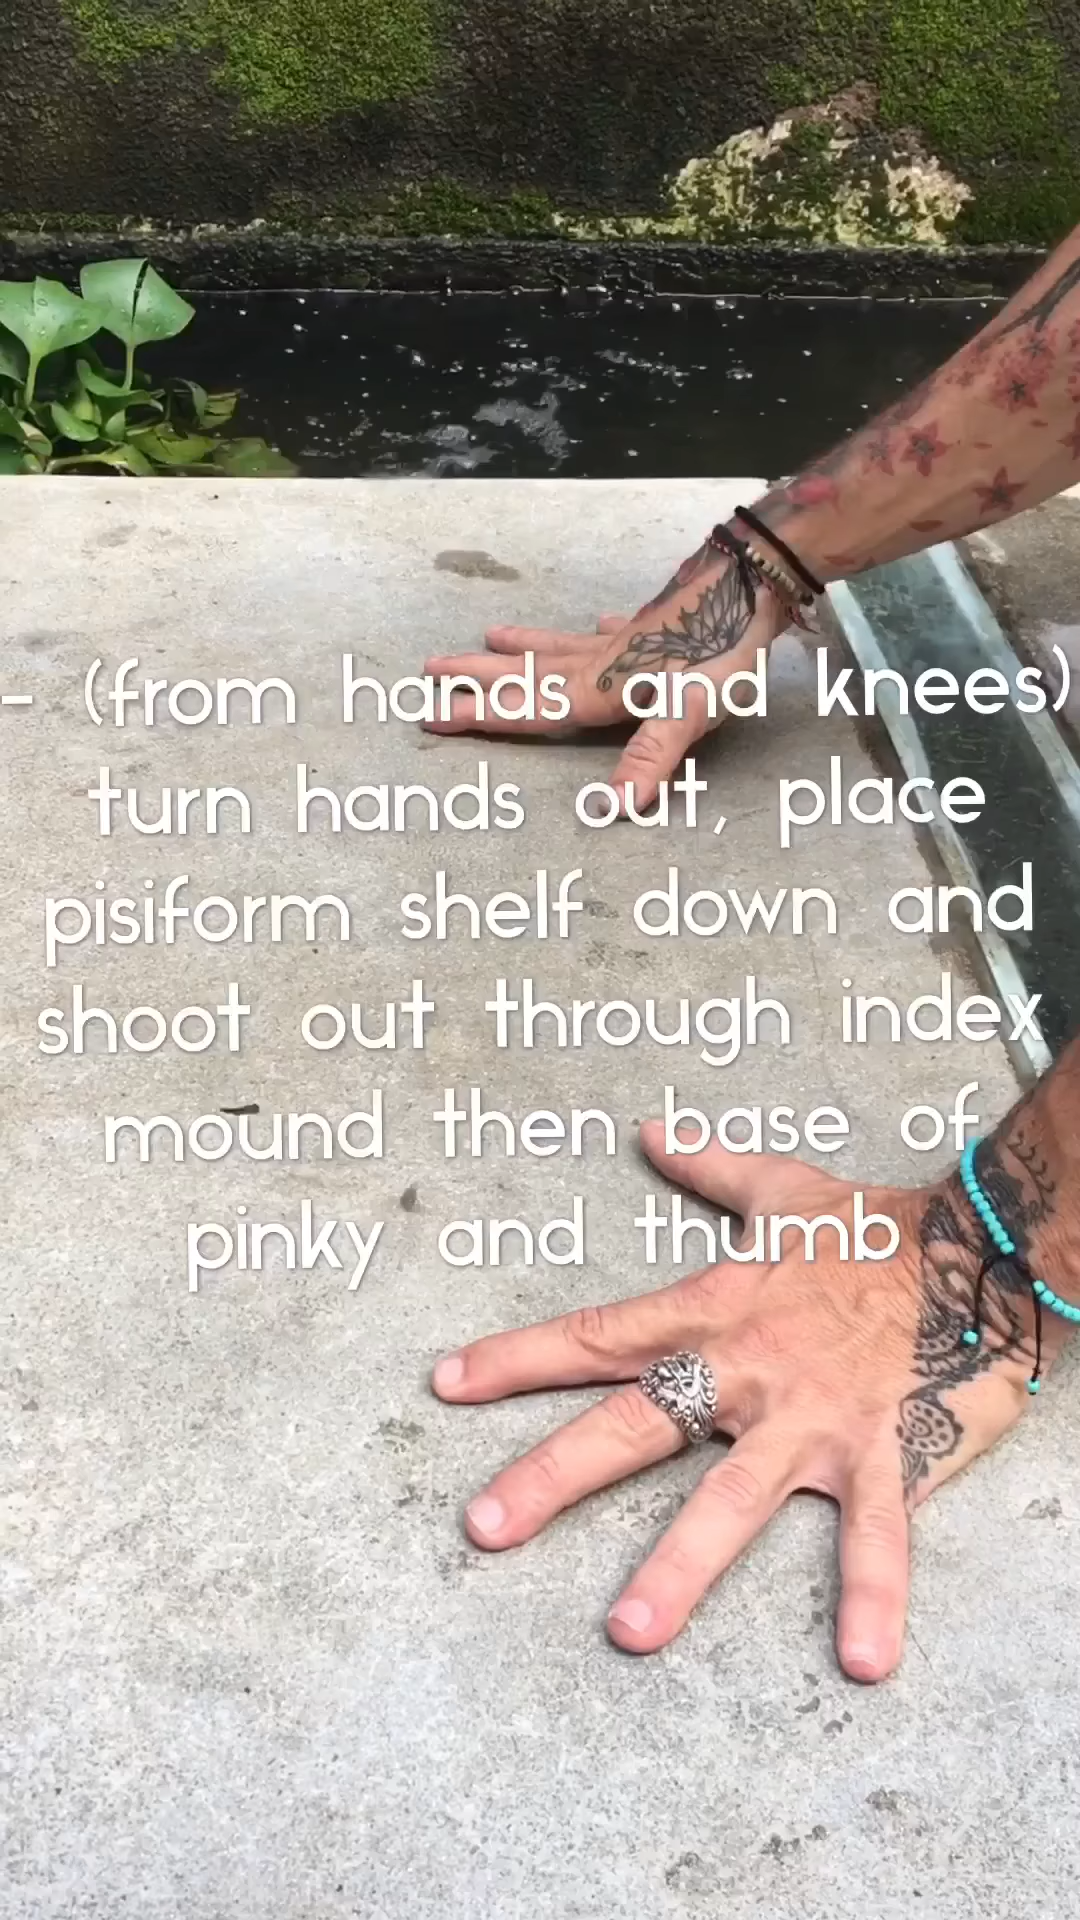 - (from hands and knees)
turn hands out, place
pisiform shelf down and
shoot out through index
mound then base of
pinky and thumb